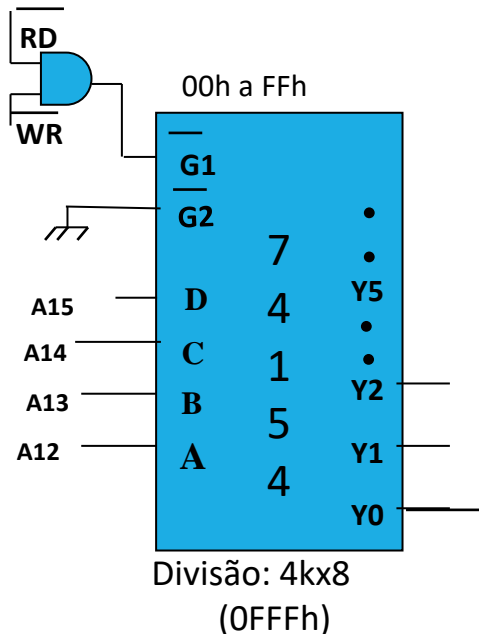 RD
WR
00h a FFh
G1
G2
7
4
1
5
4
Y5
Y2
Y1
Y0
A15
D
A14
C
A13
B
A12
A
Divisão: 4kx8
(0FFFh)